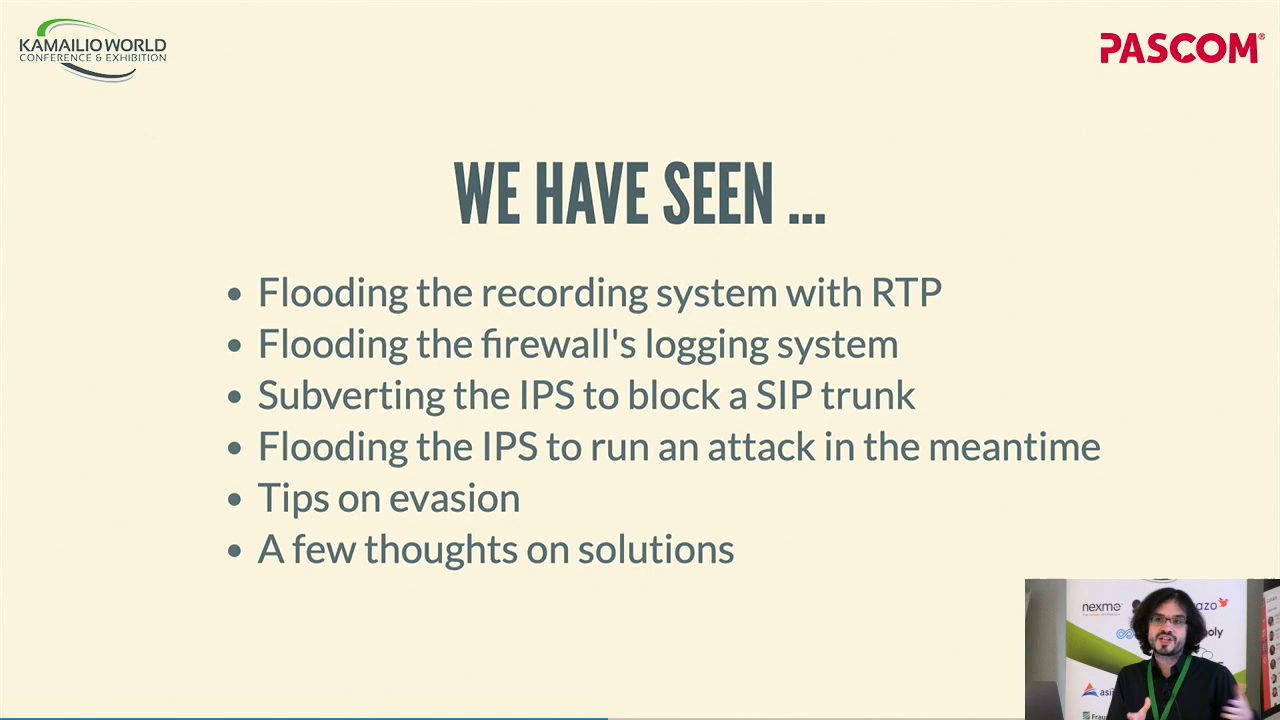 KAMAILIO WORLD
CONFERENCE & EXHIBITION
PASCOM®
WE HAVE SEEN ...
• Flooding the recording system with RTP
• Flooding the firewall's logging system
• Subverting the IPS to block a SIP trunk
• Flooding the IPS to run an attack in the meantime
• Tips on evasion
• A few thoughts on solutions
nexmo